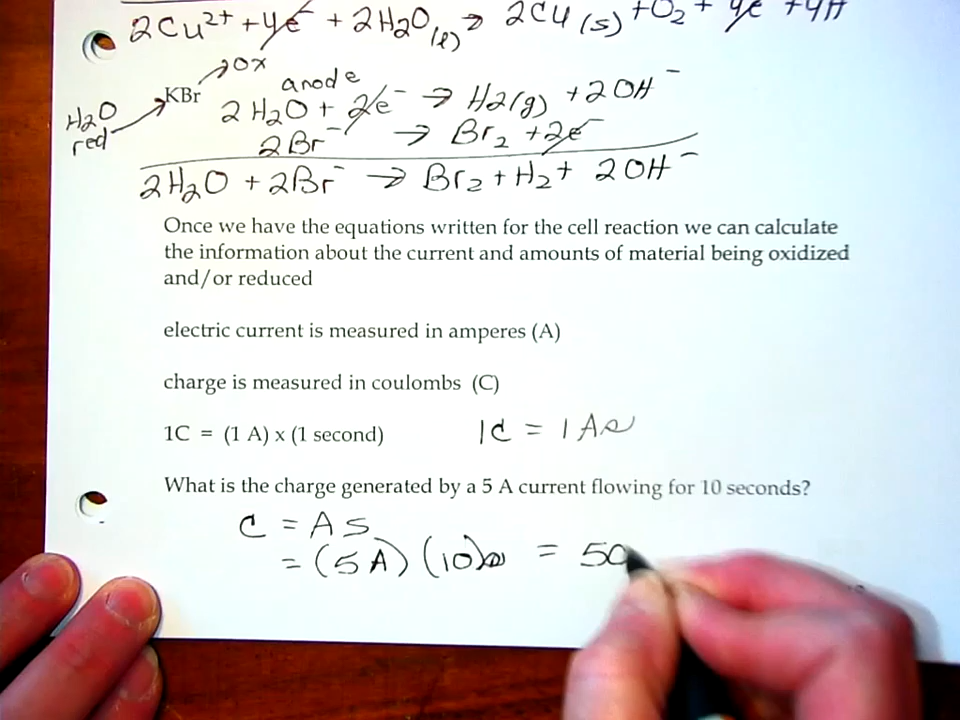 2Cu²⁺ + 4e⁻ + 2H₂O(l) → 2Cu(s) + O₂ + 4e⁻ + 4H
→ OX
anode
H₂O red → KBr
2H₂O + 2e⁻ → H₂(g) + 2OH⁻
2Br⁻ → Br₂ + 2e⁻
2H₂O + 2Br⁻ → Br₂ + H₂ + 2OH⁻
Once we have the equations written for the cell reaction we can calculate
the information about the current and amounts of material being oxidized
and/or reduced
electric current is measured in amperes (A)
charge is measured in coulombs (C)
1C = (1 A) x (1 second) 1C = 1 As
What is the charge generated by a 5 A current flowing for 10 seconds?
C = A s
= (5A) (10)s = 50